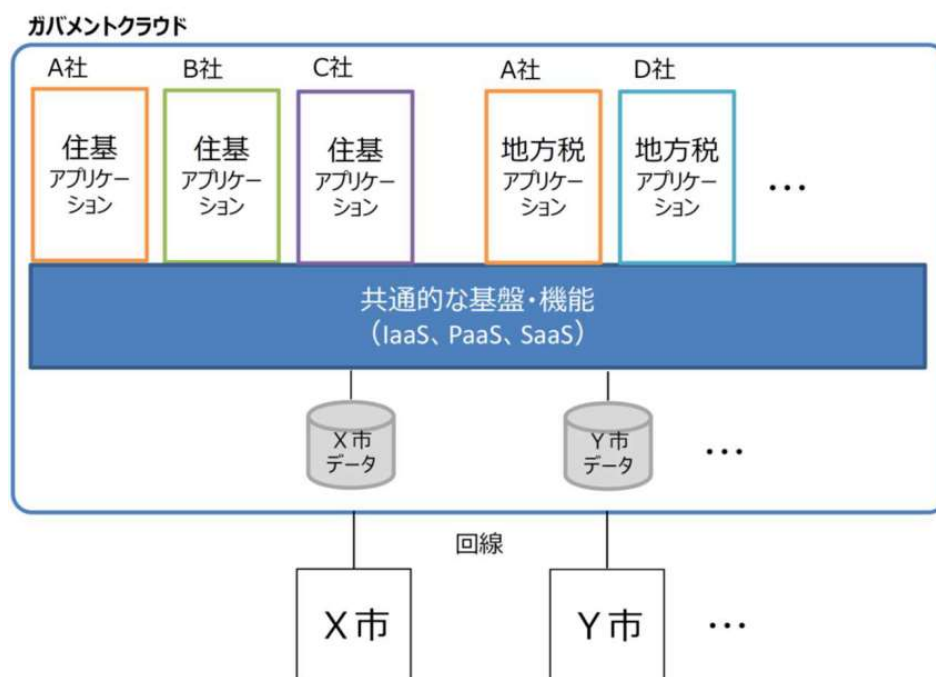 ガバメントクラウド
A社
B社
C社
A社
D社
住基
アプリケー
ション
住基
アプリケー
ション
住基
アプリケー
ション
地方税
アプリケー
ション
地方税
アプリケー
ション
…
共通的な基盤・機能
（IaaS、PaaS、SaaS）
X市
データ
Y市
データ
…
回線
X市
Y市
…